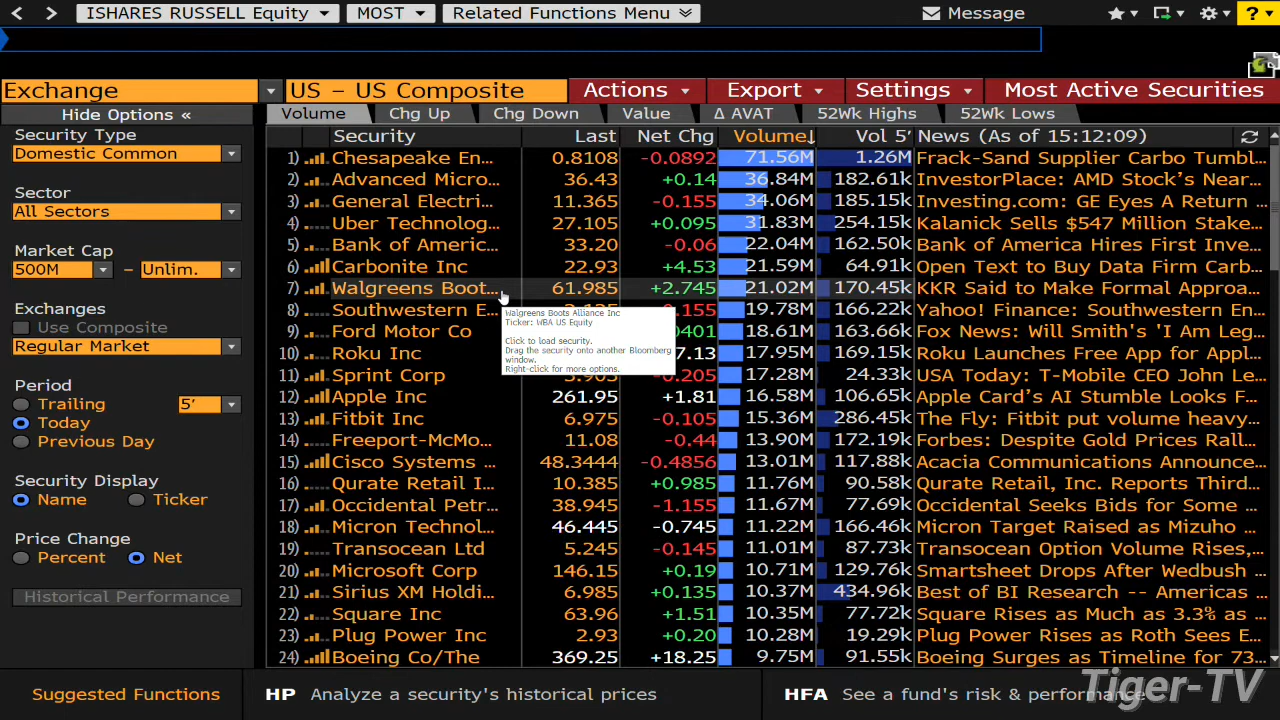 ISHARES RUSSELL Equity MOST Related Functions Menu Message ?
Exchange US - US Composite Actions Export Settings Most Active Securities
Hide Options « Volume Chg Up Chg Down Value Δ AVAT 52Wk Highs 52Wk Lows
Security Type
Domestic Common
Sector
All Sectors
Market Cap
500M - Unlim.
Exchanges
Use Composite
Regular Market
Period
Trailing 5'
Today
Previous Day
Security Display
Name Ticker
Price Change
Percent Net
Historical Performance
Security Last Net Chg Volume↓ Vol 5' News (As of 15:12:09)
1) Chesapeake En... 0.8108 -0.0892 71.56M 1.26M Frack-Sand Supplier Carbo Tumbl...
2) Advanced Micro... 36.43 +0.14 36.84M 182.61k InvestorPlace: AMD Stock's Near...
3) General Electri... 11.365 -0.155 34.06M 185.15k Investing.com: GE Eyes A Return ...
4) Uber Technolog... 27.105 +0.095 31.83M 254.15k Kalanick Sells $547 Million Stake...
5) Bank of Americ... 33.20 -0.06 22.04M 162.50k Bank of America Hires First Inve...
6) Carbonite Inc 22.93 +4.53 21.59M 64.91k Open Text to Buy Data Firm Carb...
7) Walgreens Boot... 61.985 +2.745 21.02M 170.45k KKR Said to Make Formal Approa...
8) Southwestern E... -0.155 19.78M 166.22k Yahoo! Finance: Why Shares of ...
9) Ford Motor Co 18.61M 163.66k Fox News: Will Smith's 'I Am Leg...
10) Roku Inc 17.95M 169.15k Roku Launches Free App for Appl...
11) Sprint Corp 17.28M 24.33k USA Today: T-Mobile CEO John Le...
12) Apple Inc 261.95 +1.81 16.58M 106.65k Apple Card's AI Stumble Looks F...
13) Fitbit Inc 6.975 -0.105 15.36M 286.45k The Fly: Fitbit put volume heavy...
14) Freeport-McMo... 11.08 -0.44 13.90M 172.19k Forbes: Despite Gold Prices Rall...
15) Cisco Systems ... 48.3444 -0.4856 13.01M 117.88k Acacia Communications Announce...
16) Qurate Retail I... 10.385 +0.985 11.76M 90.58k Qurate Retail, Inc. Reports Third...
17) Occidental Petr... 38.945 -1.155 11.67M 77.69k Occidental Seeks Bids for Some ...
18) Micron Technol... 46.445 -0.745 11.22M 166.46k Micron Target Raised as Mizuho ...
19) Transocean Ltd 5.245 -0.145 11.01M 87.73k Transocean Option Volume Rises,...
20) Microsoft Corp 146.15 +0.19 10.71M 129.76k Smartsheet Drops After Wedbush ...
21) Sirius XM Holdi... 6.985 +0.135 10.37M 434.96k Best of BI Research -- Americas ...
22) Square Inc 63.96 +1.51 10.35M 77.72k Square Rises as Much as 3.3% as ...
23) Plug Power Inc 2.93 +0.20 10.28M 19.29k Plug Power Rises as Roth Sees E...
24) Boeing Co/The 369.25 +18.25 9.75M 91.55k Boeing Surges as Timeline for 73...
Walgreens Boots Alliance Inc
Ticker: WBA US Equity
Click to load security.
Drag the security onto another Bloomberg
window.
Right-click for more options.
Suggested Functions HP Analyze a security's historical prices HFA See a fund's risk & performance
Tiger-TV